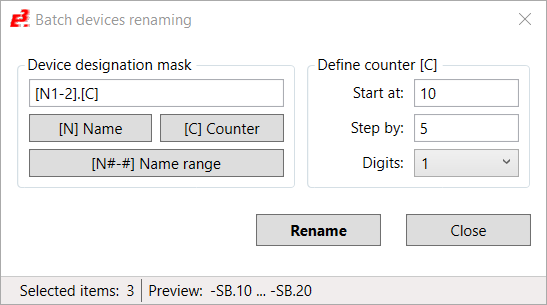 E³ Batch devices renaming
Device designation mask
[N1-2].[C]
[N] Name
[C] Counter
[N#-#] Name range
Define counter [C]
Start at: 10
Step by: 5
Digits: 1
Rename
Close
Selected items: 3
Preview: -SB.10 ... -SB.20